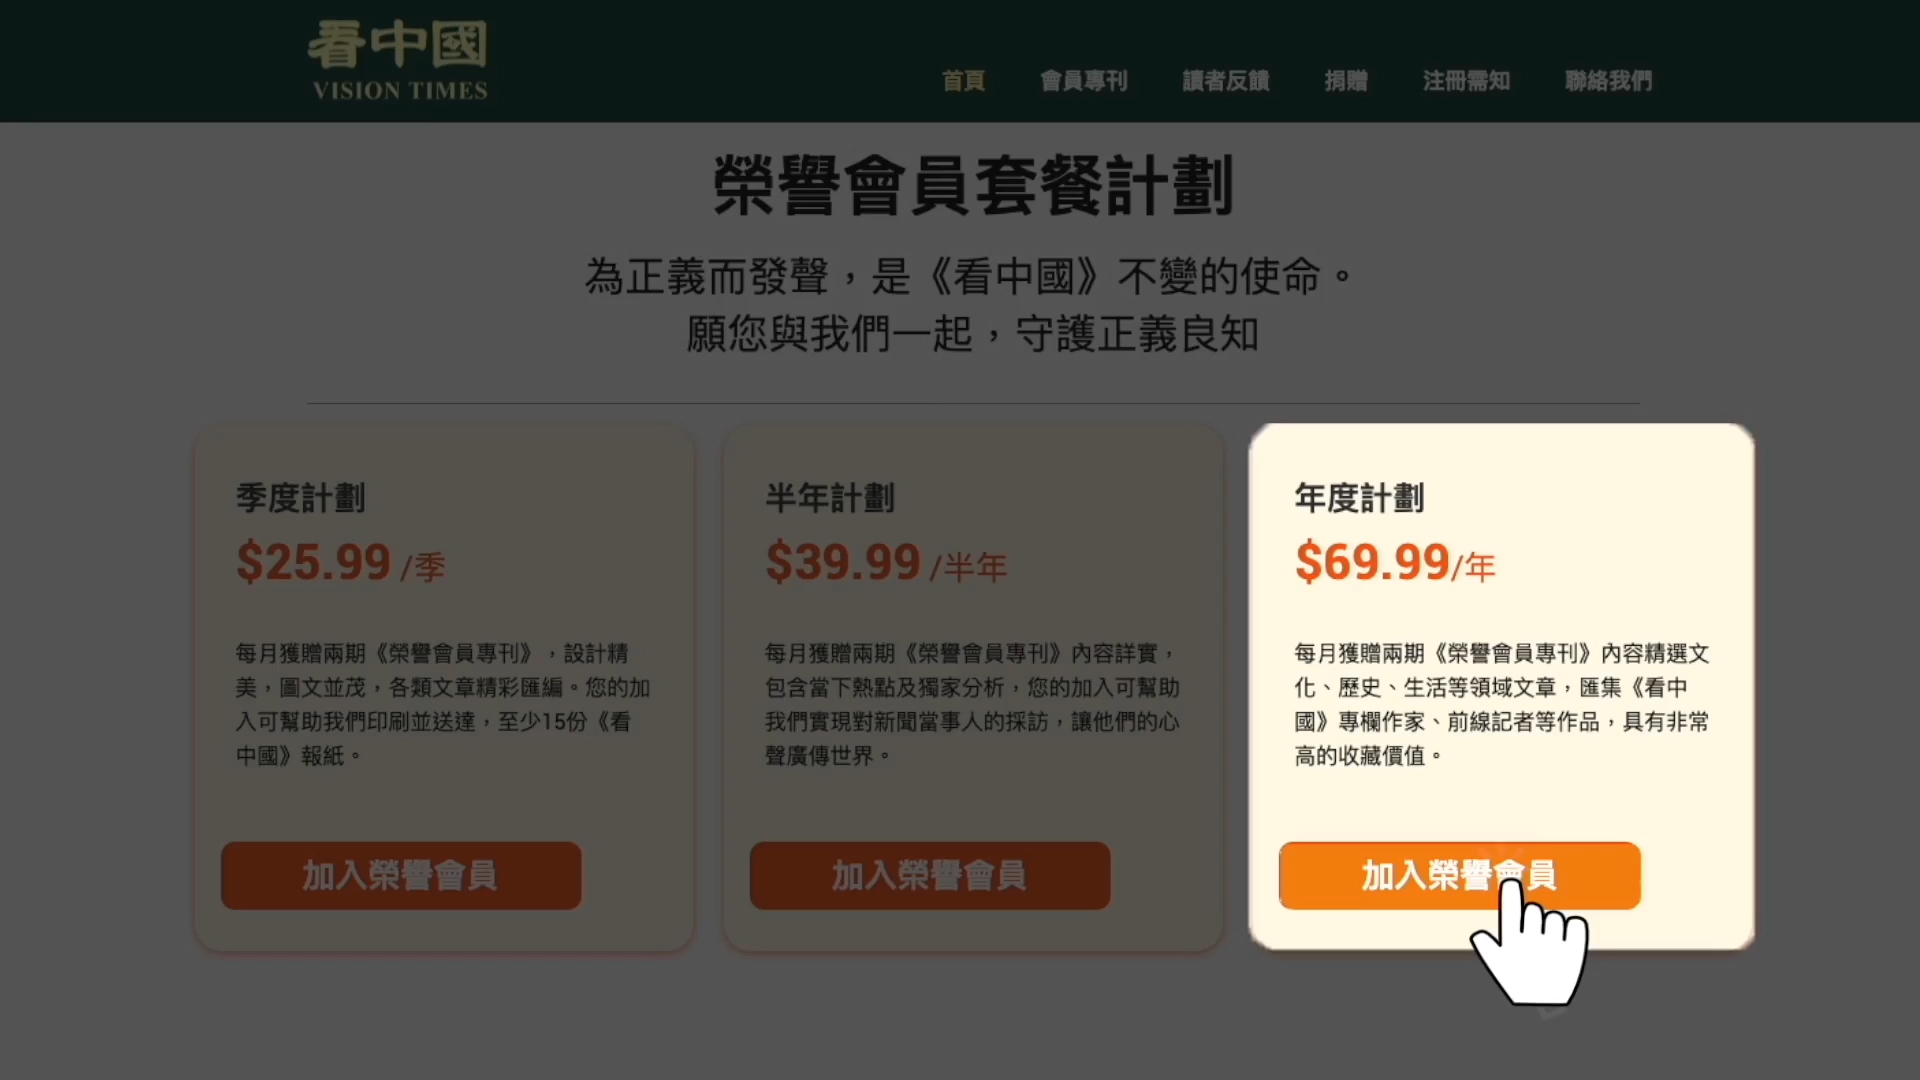 看中國
VISION TIMES
首頁 會員專刊 讀者反饋 捐贈 注冊需知 聯絡我們
榮譽會員套餐計劃
為正義而發聲，是《看中國》不變的使命。
願您與我們一起，守護正義良知
季度計劃
$25.99 /季
每月獲贈兩期《榮譽會員專刊》，設計精
美，圖文並茂，各類文章精彩匯編。您的加
入可幫助我們印刷並送達，至少15份《看
中國》報紙。
加入榮譽會員
半年計劃
$39.99 /半年
每月獲贈兩期《榮譽會員專刊》內容詳實，
包含當下熱點及獨家分析，您的加入可幫助
我們實現對新聞當事人的採訪，讓他們的心
聲廣傳世界。
加入榮譽會員
年度計劃
$69.99/年
每月獲贈兩期《榮譽會員專刊》內容精選文
化、歷史、生活等領域文章，匯集《看中
國》專欄作家、前線記者等作品，具有非常
高的收藏價值。
加入榮譽會員